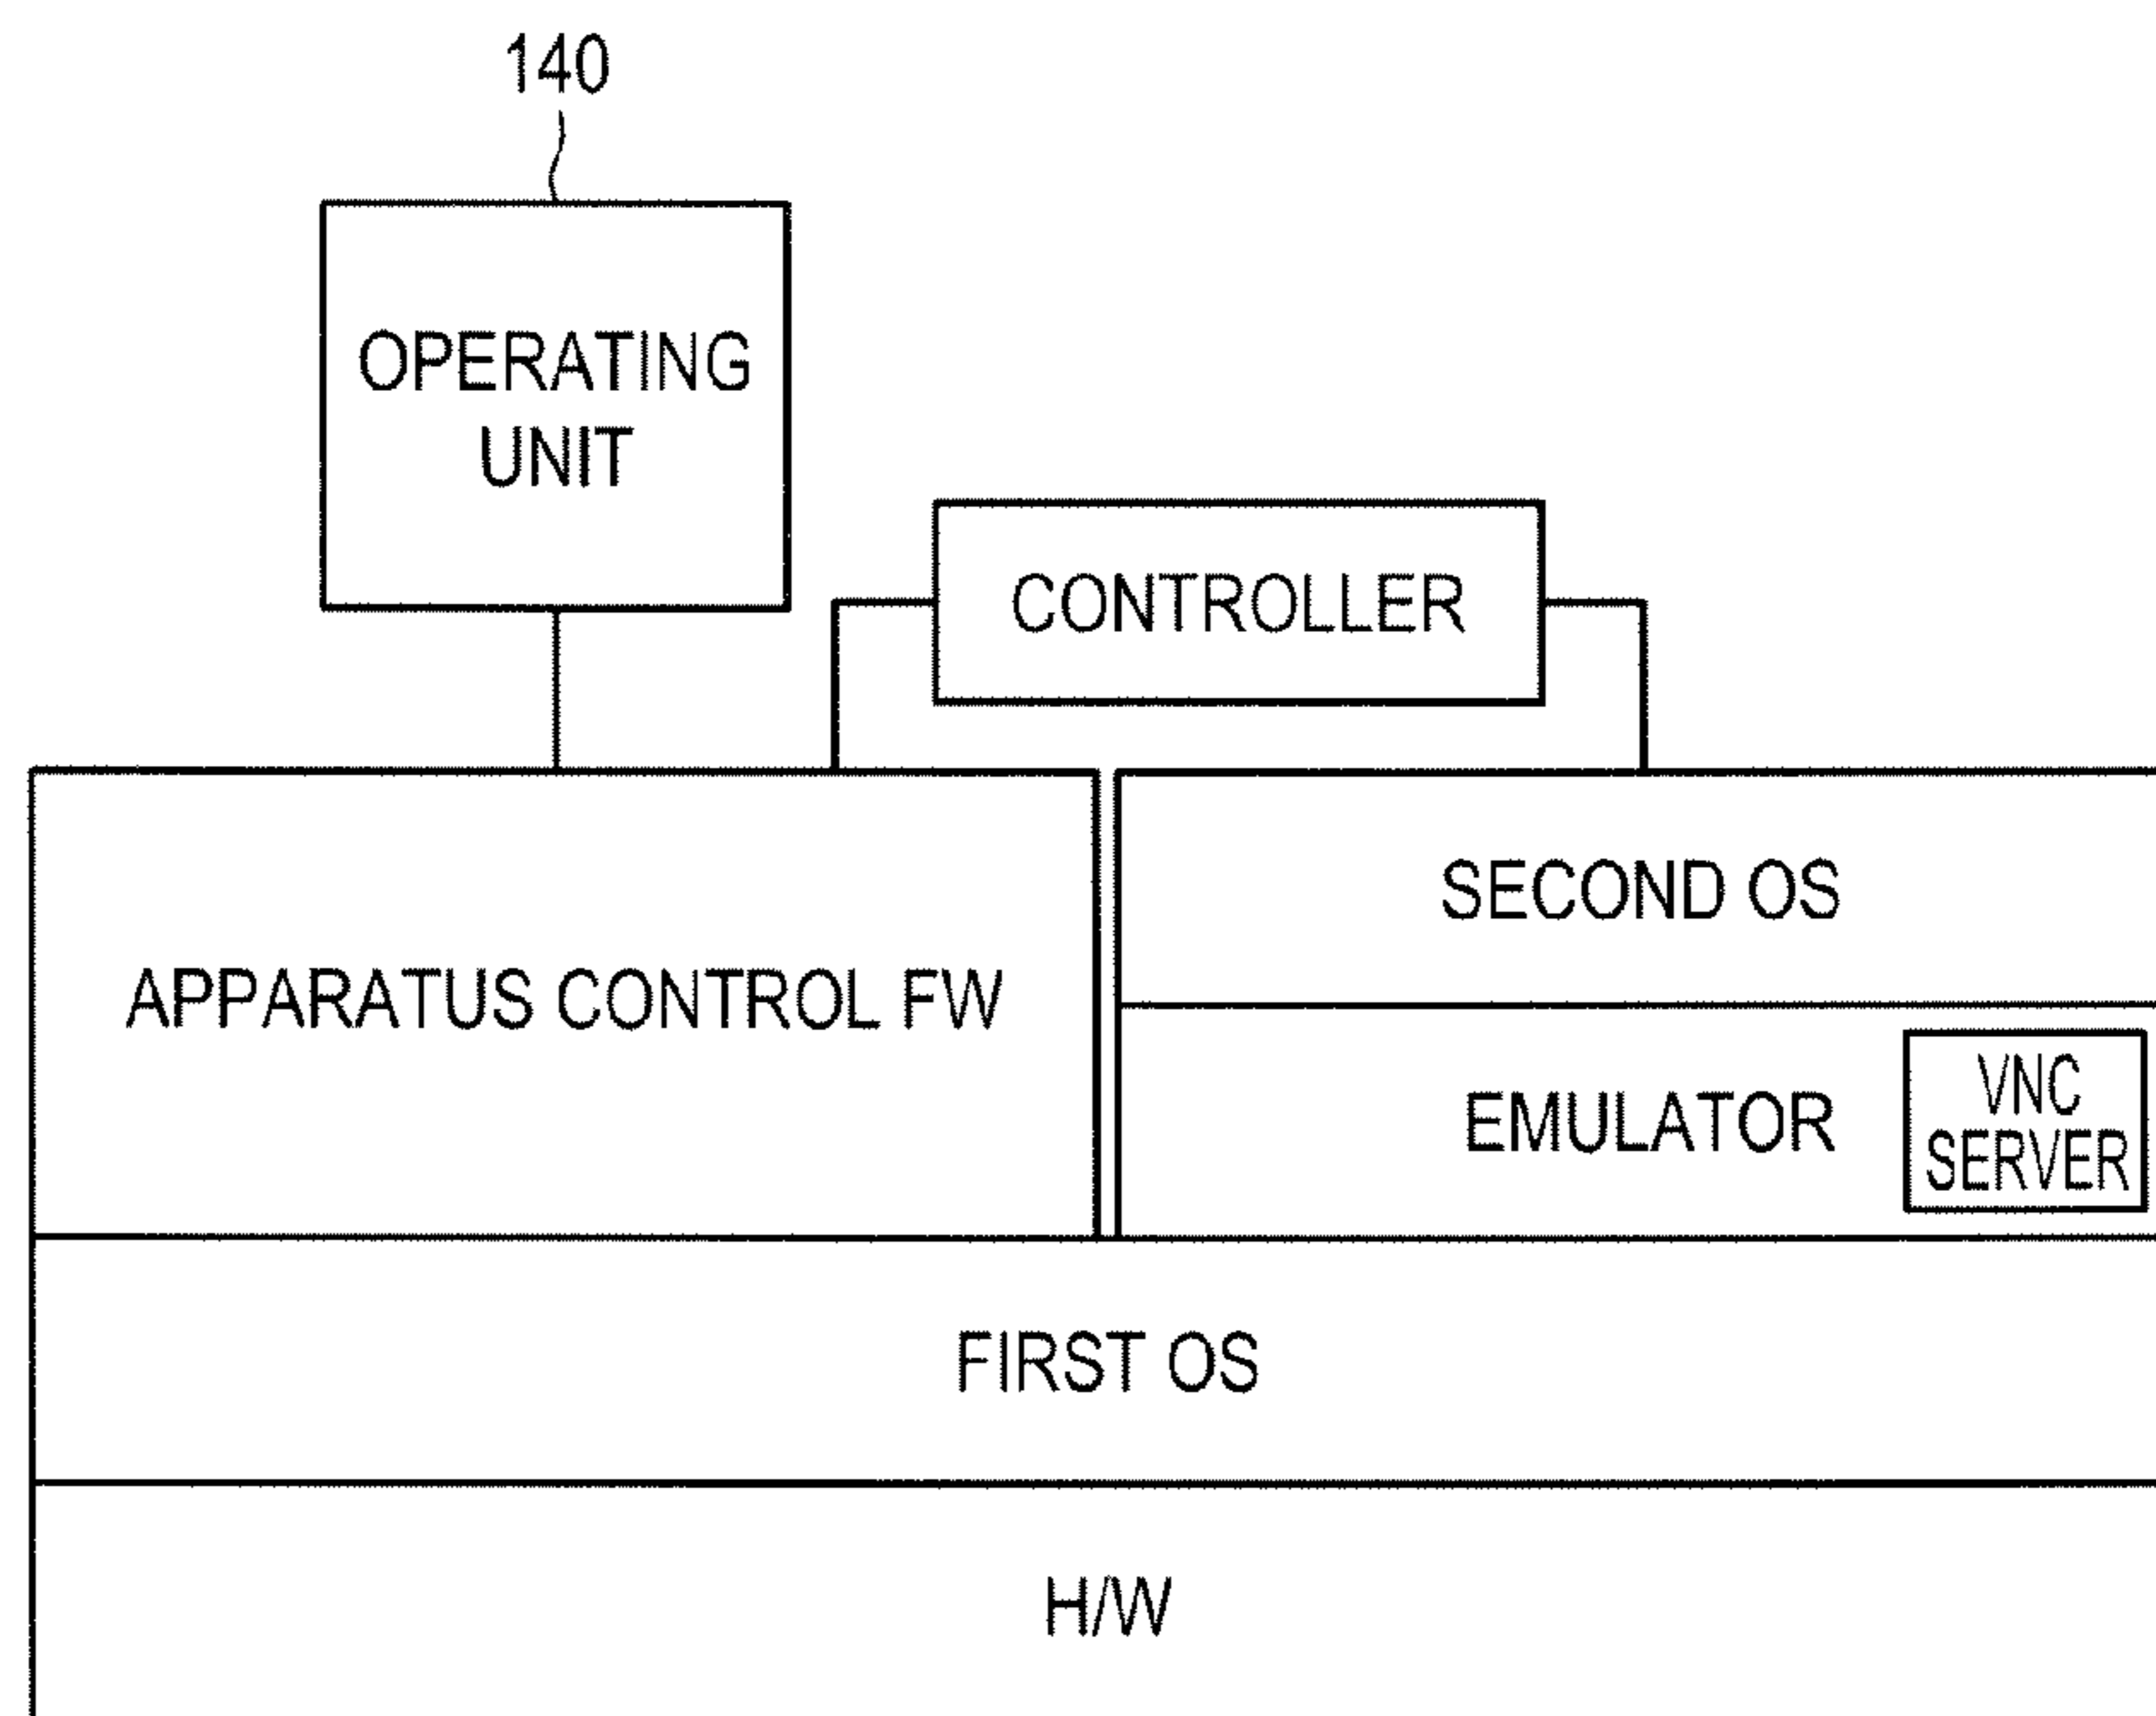 140
OPERATING
UNIT
CONTROLLER
SECOND OS
APPARATUS CONTROL FW
EMULATOR
VNC
SERVER
FIRST OS
H/W